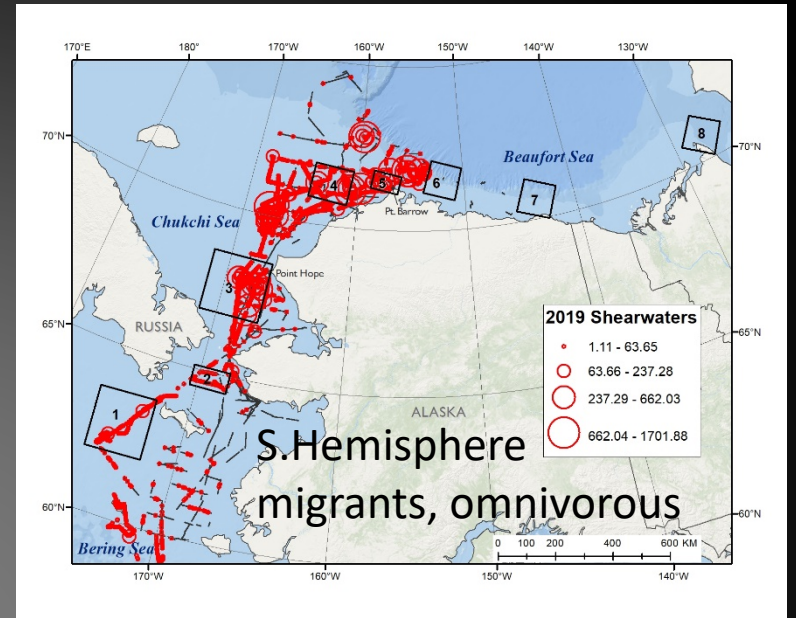 170°E 180° 170°W 160°W 150°W 140°W 130°W
70°N
70°N
8
Beaufort Sea
4
5
6
7
Pt. Barrow
Chukchi Sea
3
Point Hope
65°N
65°N
RUSSIA
2019 Shearwaters
1.11 - 63.65
63.66 - 237.28
237.29 - 662.03
662.04 - 1701.88
2
1
ALASKA
S.Hemisphere
migrants, omnivorous
60°N
60°N
Bering Sea
0 100 200 400 600 KM
170°W 160°W 150°W 140°W